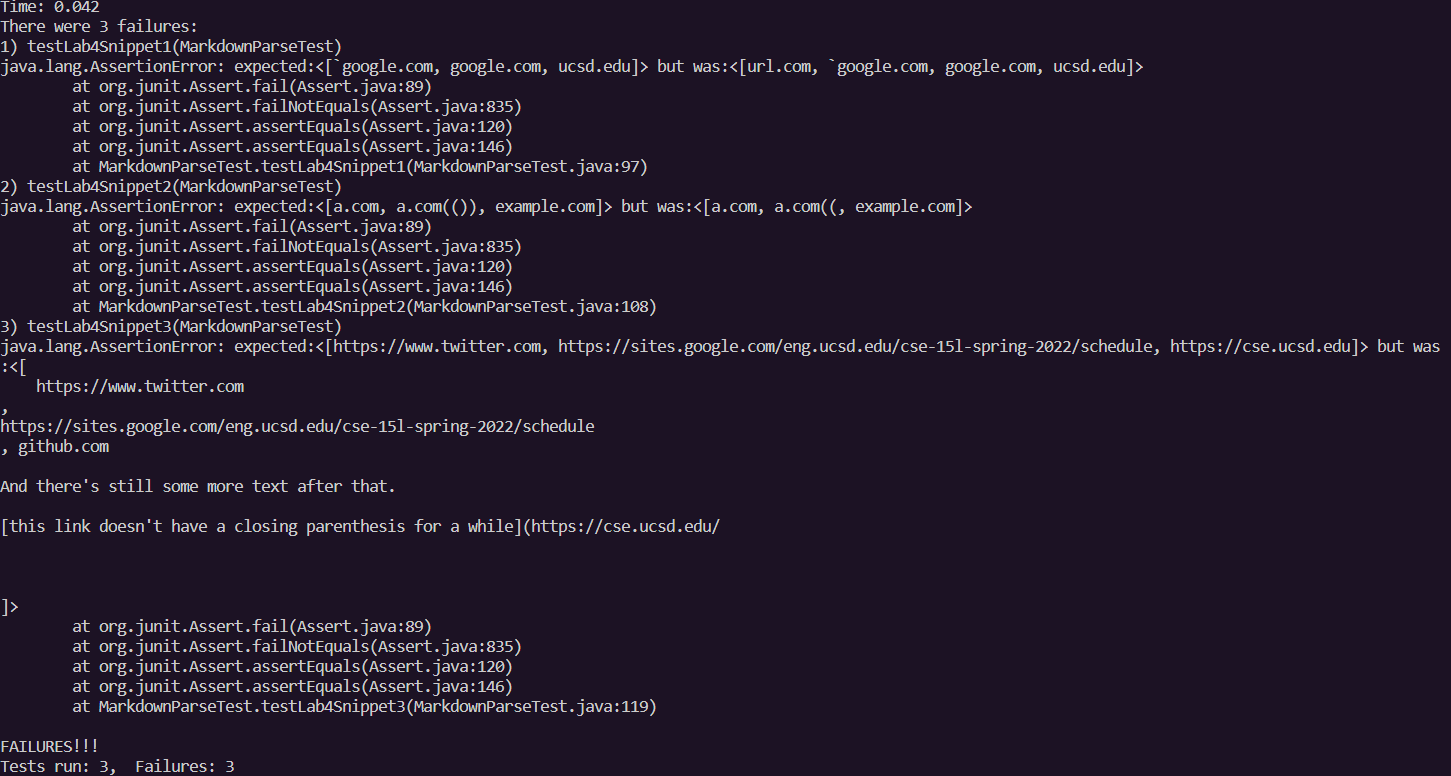 Time: 0.042
There were 3 failures:
1) testLab4Snippet1(MarkdownParseTest)
java.lang.AssertionError: expected:<[`google.com, google.com, ucsd.edu]> but was:<[url.com, `google.com, google.com, ucsd.edu]>
        at org.junit.Assert.fail(Assert.java:89)
        at org.junit.Assert.failNotEquals(Assert.java:835)
        at org.junit.Assert.assertEquals(Assert.java:120)
        at org.junit.Assert.assertEquals(Assert.java:146)
        at MarkdownParseTest.testLab4Snippet1(MarkdownParseTest.java:97)
2) testLab4Snippet2(MarkdownParseTest)
java.lang.AssertionError: expected:<[a.com, a.com(()), example.com]> but was:<[a.com, a.com((, example.com]>
        at org.junit.Assert.fail(Assert.java:89)
        at org.junit.Assert.failNotEquals(Assert.java:835)
        at org.junit.Assert.assertEquals(Assert.java:120)
        at org.junit.Assert.assertEquals(Assert.java:146)
        at MarkdownParseTest.testLab4Snippet2(MarkdownParseTest.java:108)
3) testLab4Snippet3(MarkdownParseTest)
java.lang.AssertionError: expected:<[https://www.twitter.com, https://sites.google.com/eng.ucsd.edu/cse-15l-spring-2022/schedule, https://cse.ucsd.edu]> but was
:<[
    https://www.twitter.com
,
https://sites.google.com/eng.ucsd.edu/cse-15l-spring-2022/schedule
, github.com

And there's still some more text after that.

[this link doesn't have a closing parenthesis for a while](https://cse.ucsd.edu/



]>
        at org.junit.Assert.fail(Assert.java:89)
        at org.junit.Assert.failNotEquals(Assert.java:835)
        at org.junit.Assert.assertEquals(Assert.java:120)
        at org.junit.Assert.assertEquals(Assert.java:146)
        at MarkdownParseTest.testLab4Snippet3(MarkdownParseTest.java:119)

FAILURES!!!
Tests run: 3,  Failures: 3